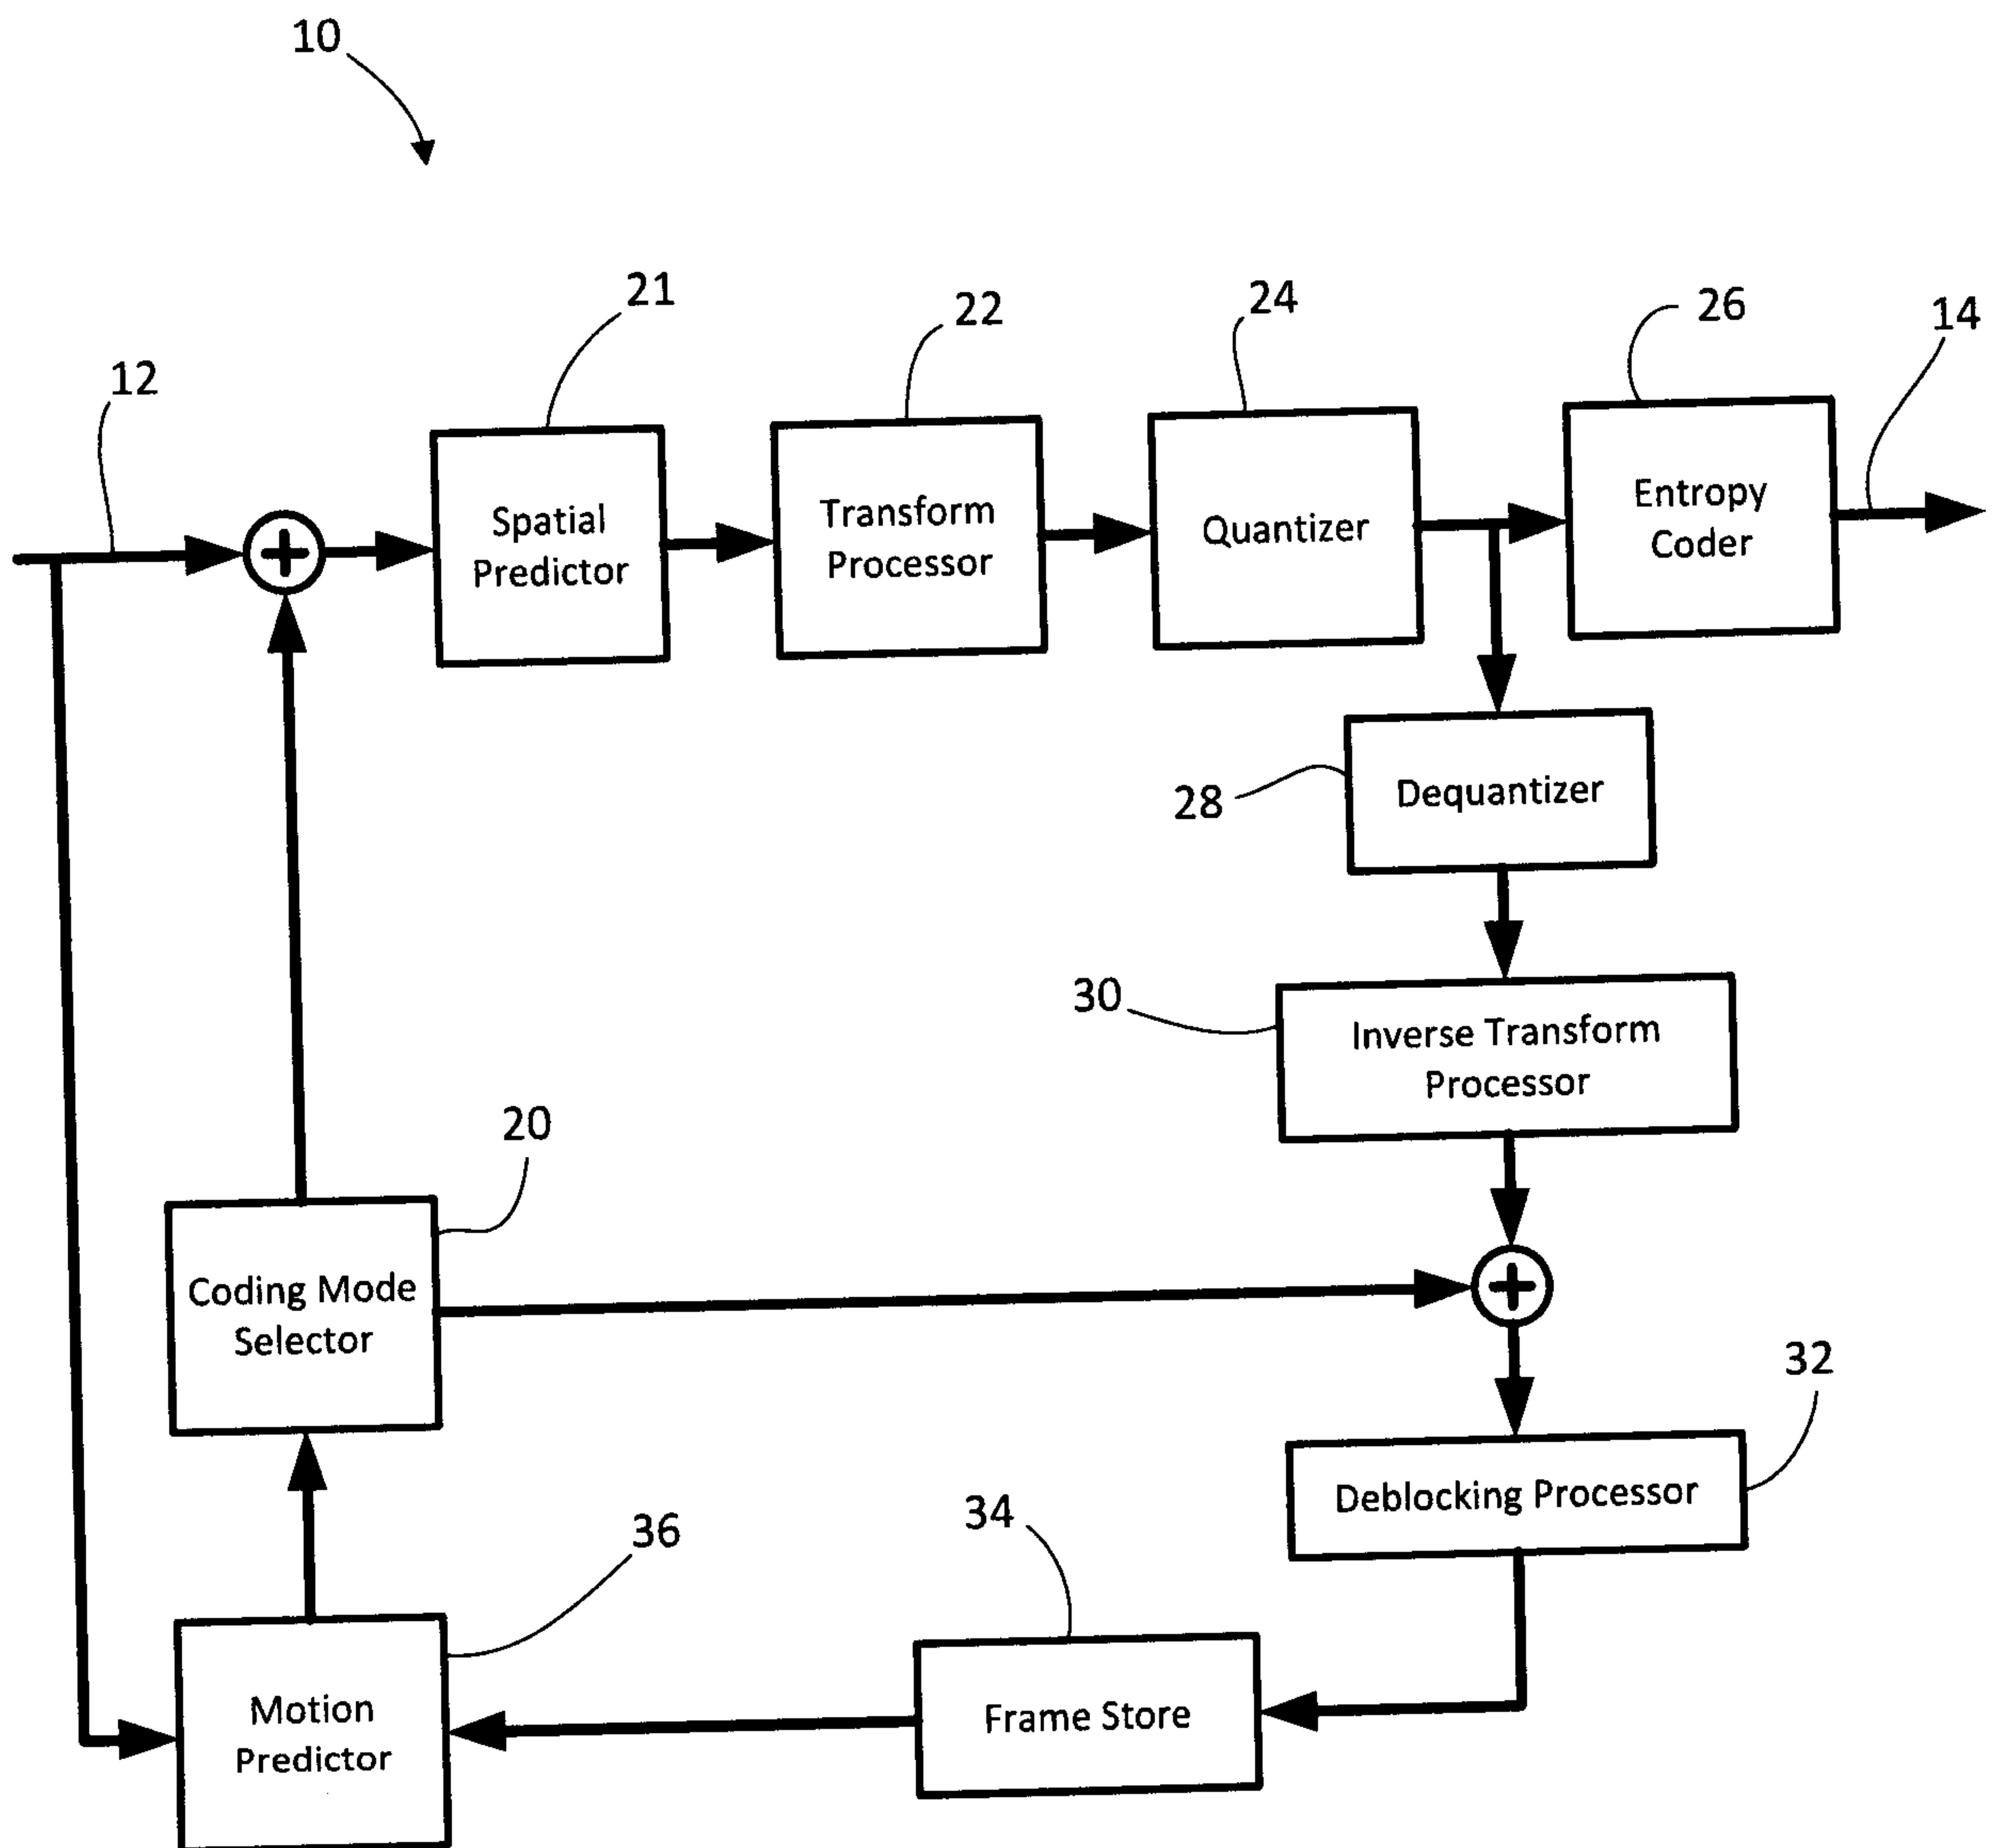 10
21
22
24
26
14
12
Spatial
Predictor
Transform
Processor
Quantizer
Entropy
Coder
28
Dequantizer
30
Inverse Transform
Processor
20
Coding Mode
Selector
32
Deblocking Processor
34
36
Frame Store
Motion
Predictor